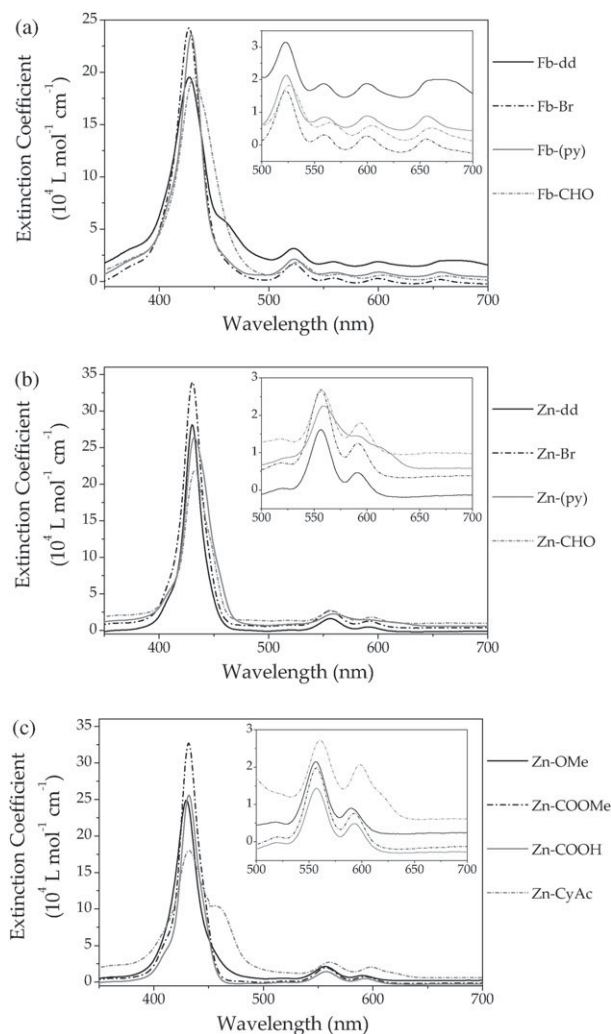 (a)
Extinction Coefficient
(10⁴ L mol⁻¹ cm⁻¹)
25
20
15
10
5
0
400
500
600
700
Wavelength (nm)
3
2
1
0
500
550
600
650
700
Fb-dd
Fb-Br
Fb-(py)
Fb-CHO
(b)
Extinction Coefficient
(10⁴ L mol⁻¹ cm⁻¹)
35
30
25
20
15
10
5
0
400
500
600
700
Wavelength (nm)
3
2
1
0
500
550
600
650
700
Zn-dd
Zn-Br
Zn-(py)
Zn-CHO
(c)
Extinction Coefficient
(10⁴ L mol⁻¹ cm⁻¹)
35
30
25
20
15
10
5
0
400
500
600
700
Wavelength (nm)
3
2
1
0
500
550
600
650
700
Zn-OMe
Zn-COOMe
Zn-COOH
Zn-CyAc